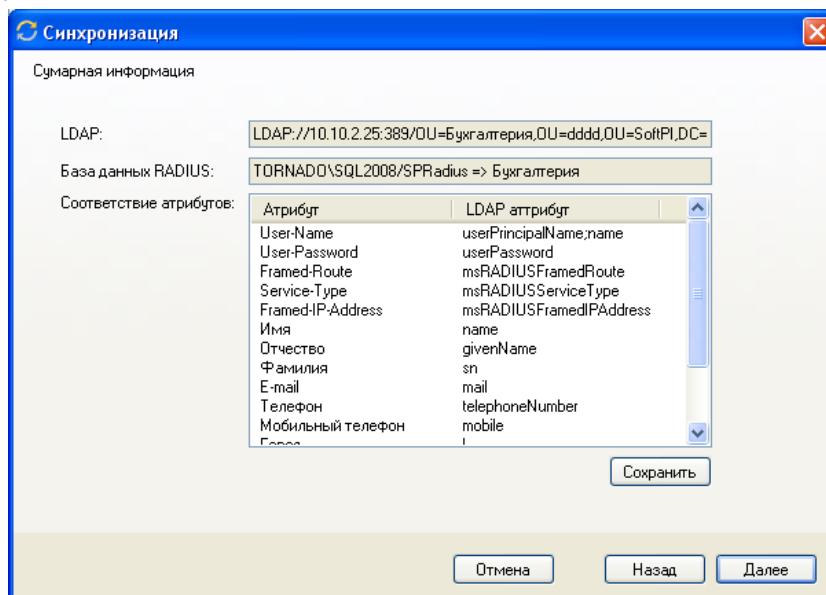 Синхронизация
Сумарная информация
LDAP: LDAP://10.10.2.25:389/OU=Бухгалтерия,OU=dddd,OU=SoftPI,DC=
База данных RADIUS: TORNADO\SQL2008/SPRadius => Бухгалтерия
Соответствие атрибутов:
Атрибут LDAP аттрибут
User-Name userPrincipalName;name
User-Password userPassword
Framed-Route msRADIUSFramedRoute
Service-Type msRADIUSServiceType
Framed-IP-Address msRADIUSFramedIPAddress
Имя name
Отчество givenName
Фамилия sn
E-mail mail
Телефон telephoneNumber
Мобильный телефон mobile
Сохранить
Отмена Назад Далее